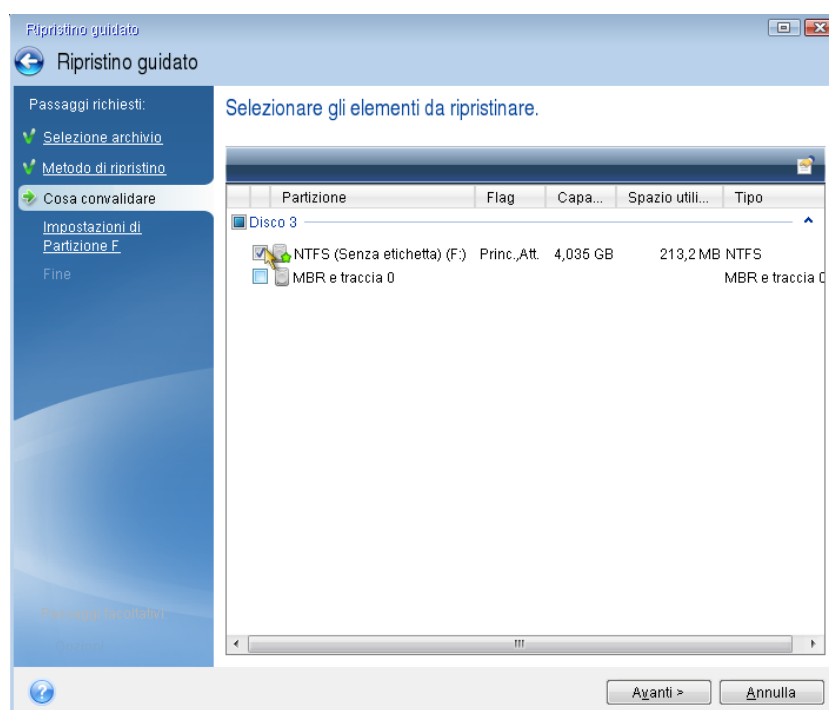 Ripristino guidato
Ripristino guidato
Passaggi richiesti:
Selezione archivio
Metodo di ripristino
Cosa convalidare
Impostazioni di
Partizione F
Fine
Passaggi facoltativi:
Selezionare gli elementi da ripristinare.
Partizione Flag Capa... Spazio utili... Tipo
Disco 3
NTFS (Senza etichetta) (F:) Princ.,Att. 4,035 GB 213,2 MB NTFS
MBR e traccia 0 MBR e traccia 0
Avanti > Annulla